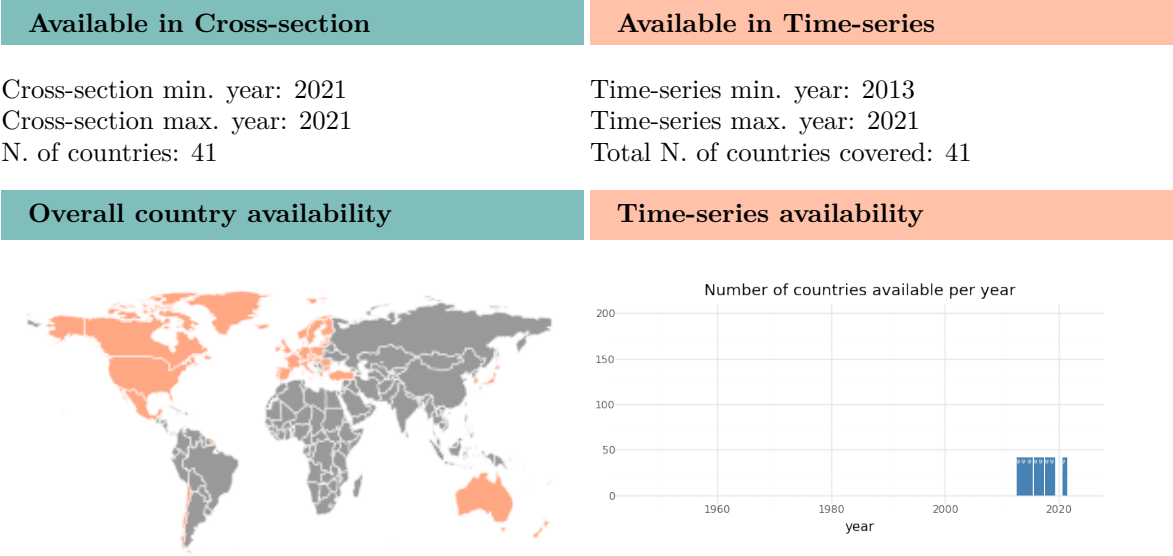 Available in Cross-section
Available in Time-series
Cross-section min. year: 2021
Cross-section max. year: 2021
N. of countries: 41
Time-series min. year: 2013
Time-series max. year: 2021
Total N. of countries covered: 41
Overall country availability
Time-series availability
Number of countries available per year
200
150
100
50
0
1960
1980
2000
2020
year